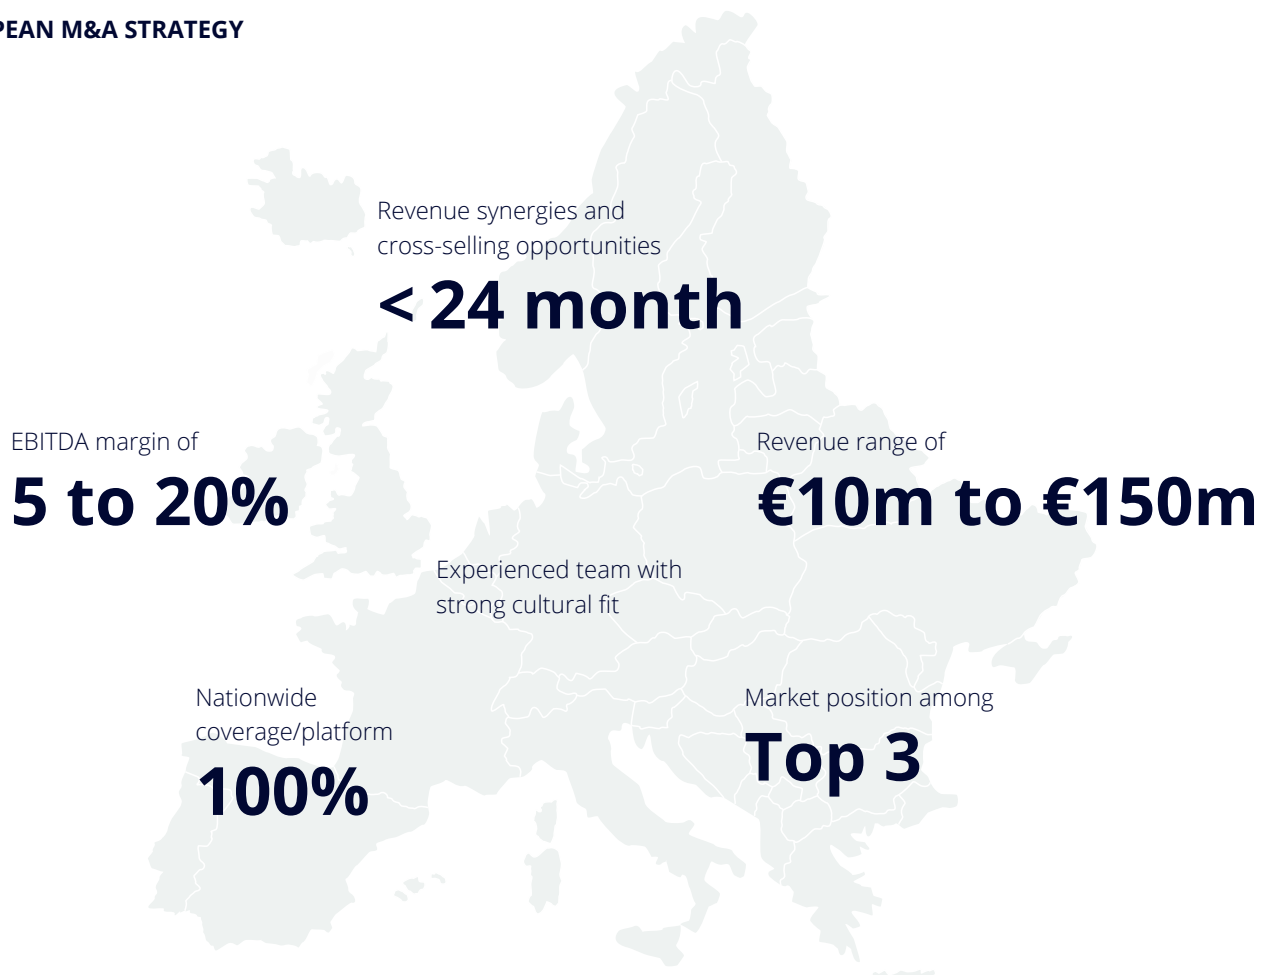 PEAN M&A STRATEGY
Revenue synergies and
cross-selling opportunities
< 24 month
EBITDA margin of
5 to 20%
Revenue range of
€10m to €150m
Experienced team with
strong cultural fit
Nationwide
coverage/platform
100%
Market position among
Top 3